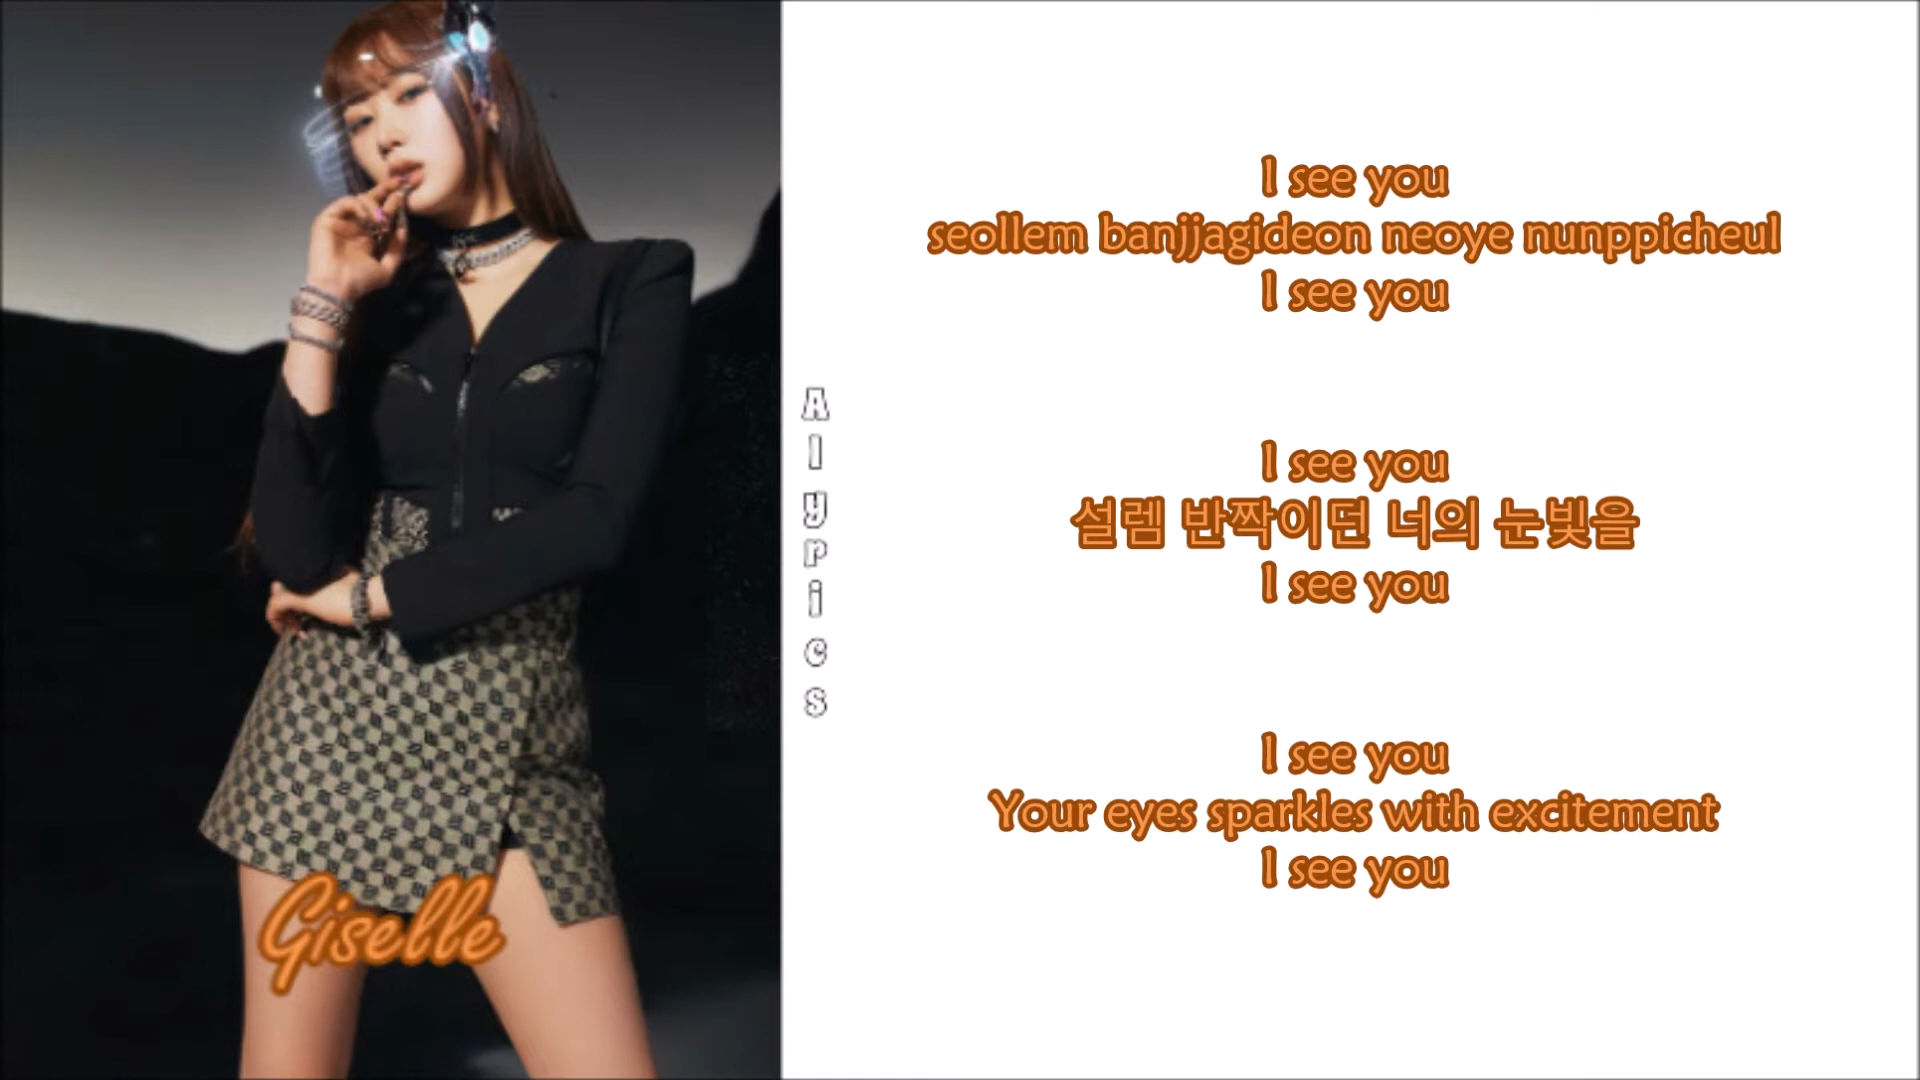 Giselle
Alyrics
I see you
seollem banjjagideon neoye nunppicheul
I see you
I see you
설렘 반짝이던 너의 눈빛을
I see you
I see you
Your eyes sparkles with excitement
I see you